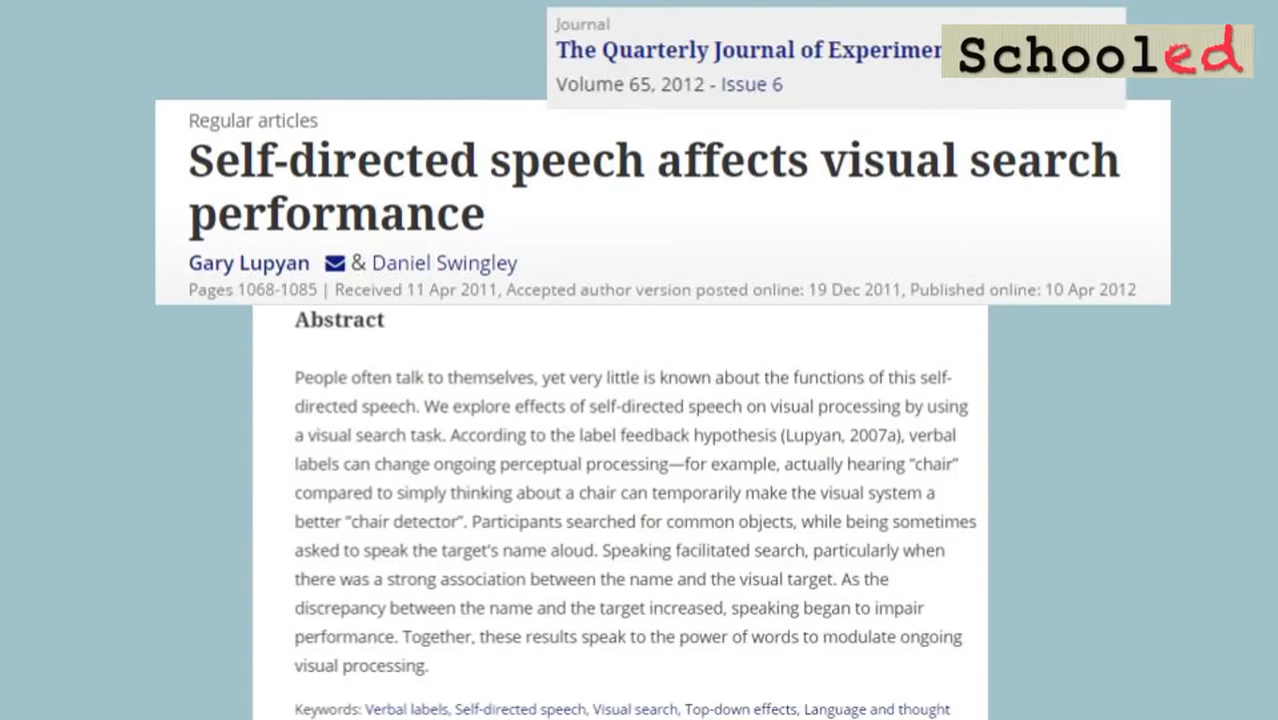 Journal
The Quarterly Journal of
Volume 65, 2012 - Issue 6
Schooled
Regular articles
Self-directed speech affects visual search
performance
Gary Lupyan & Daniel Swingley
Pages 1068-1085 | Received 11 Apr 2011, Accepted author version posted online: 19 Dec 2011, Published online: 10 Apr 2012
Abstract
People often talk to themselves, yet very little is known about the functions of this self-
directed speech. We explore effects of self-directed speech on visual processing by using
a visual search task. According to the label feedback hypothesis (Lupyan, 2007a), verbal
labels can change ongoing perceptual processing—for example, actually hearing “chair”
compared to simply thinking about a chair can temporarily make the visual system a
better “chair detector”. Participants searched for common objects, while being sometimes
asked to speak the target's name aloud. Speaking facilitated search, particularly when
there was a strong association between the name and the visual target. As the
discrepancy between the name and the target increased, speaking began to impair
performance. Together, these results speak to the power of words to modulate ongoing
visual processing.
Keywords: Verbal labels, Self-directed speech, Visual search, Top-down effects, Language and thought